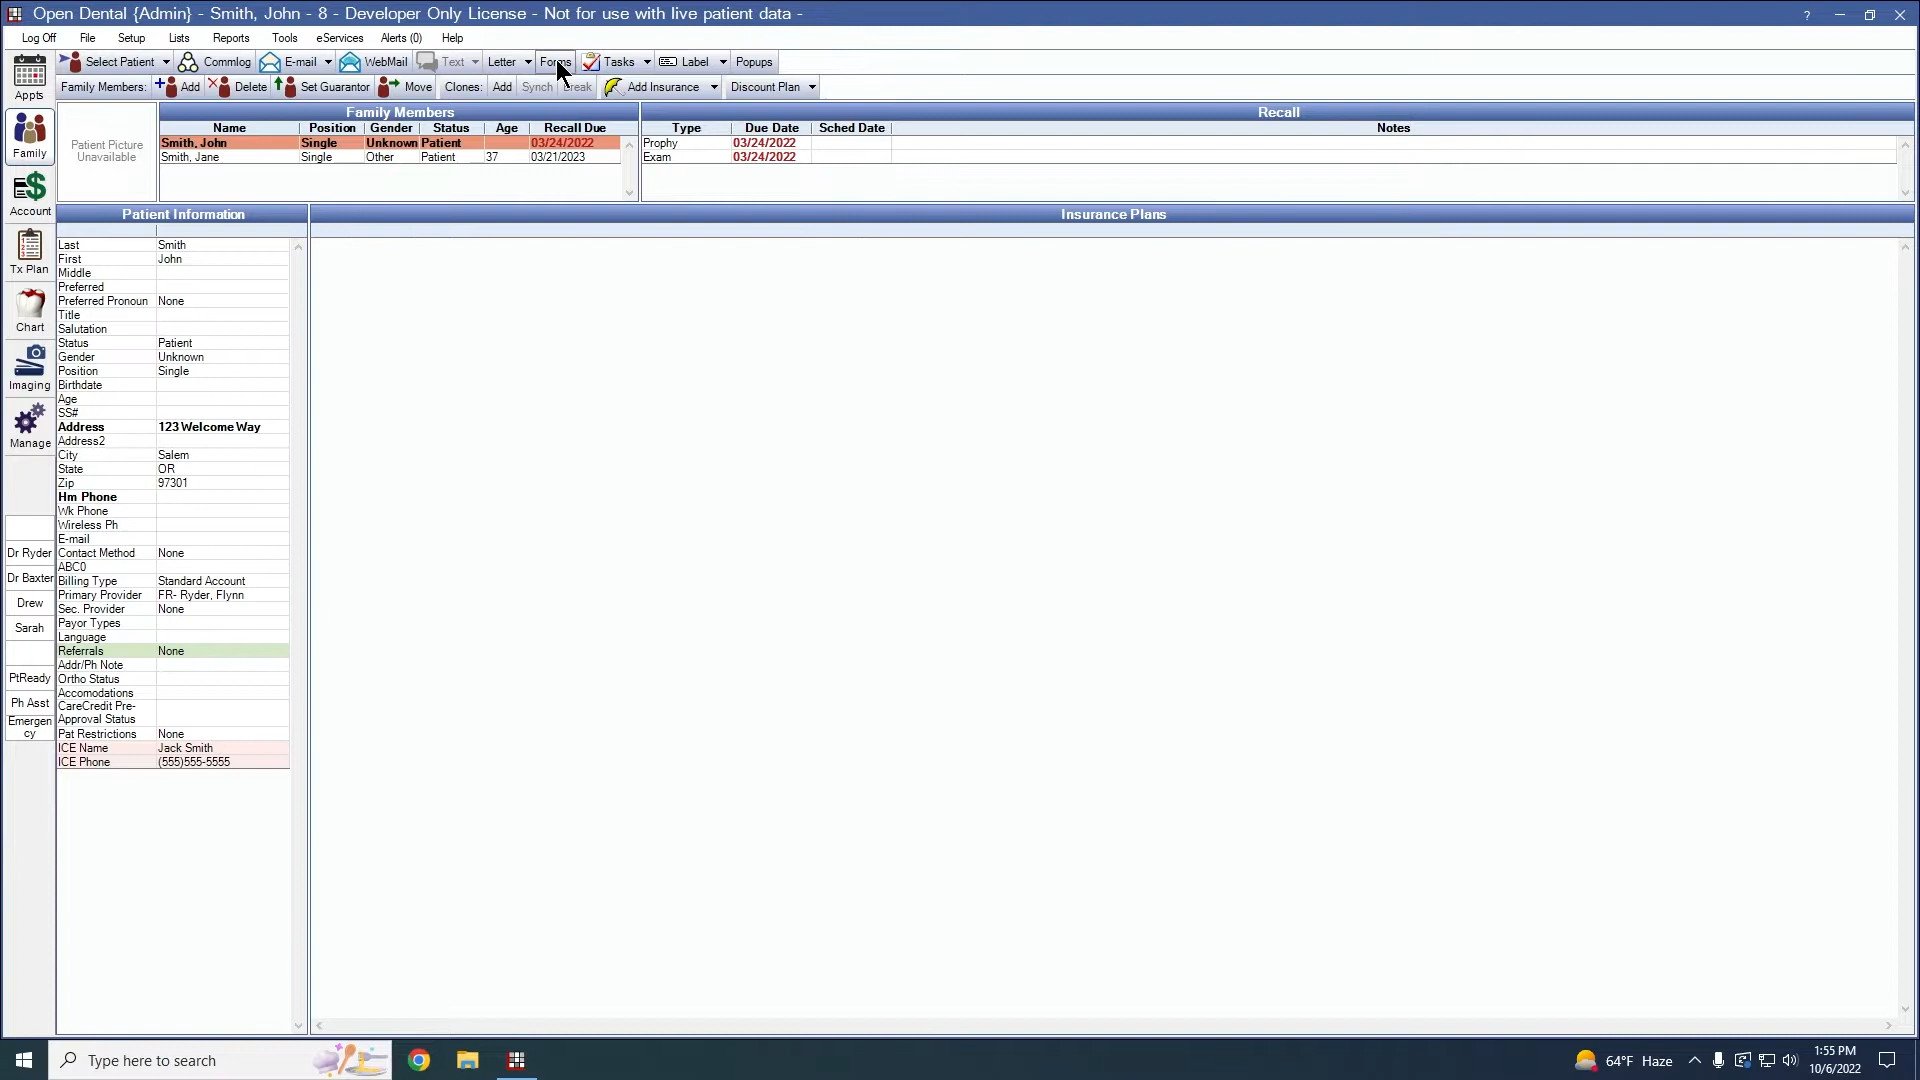 Open Dental {Admin} - Smith, John - 8 - Developer Only License - Not for use with live patient data -
Log Off File Setup Lists Reports Tools eServices Alerts (0) Help
Select Patient Commlog E-mail WebMail Text Letter Forms Tasks Label Popups
Family Members: Add Delete Set Guarantor Move Clones: Add Synch Break Add Insurance Discount Plan
Appts
Family
Account
Tx Plan
Chart
Imaging
Manage
Dr Ryder
Dr Baxter
Drew
Sarah
PtReady
Ph Asst
Emergen
cy
Patient Picture
Unavailable
Family Members
Name Position Gender Status Age Recall Due
Smith, John Single Unknown Patient 03/24/2022
Smith, Jane Single Other Patient 37 03/21/2023
Recall
Type Due Date Sched Date Notes
Prophy 03/24/2022
Exam 03/24/2022
Patient Information
Last Smith
First John
Middle
Preferred
Preferred Pronoun None
Title
Salutation
Status Patient
Gender Unknown
Position Single
Birthdate
Age
SS#
Address 123 Welcome Way
Address2
City Salem
State OR
Zip 97301
Hm Phone
Wk Phone
Wireless Ph
E-mail
Contact Method None
ABC0
Billing Type Standard Account
Primary Provider FR- Ryder, Flynn
Sec. Provider None
Payor Types
Language
Referrals None
Addr/Ph Note
Ortho Status
Accomodations
CareCredit Pre-
Approval Status
Pat Restrictions None
ICE Name Jack Smith
ICE Phone (555)555-5555
Insurance Plans
Type here to search
64°F Haze
1:55 PM
10/6/2022